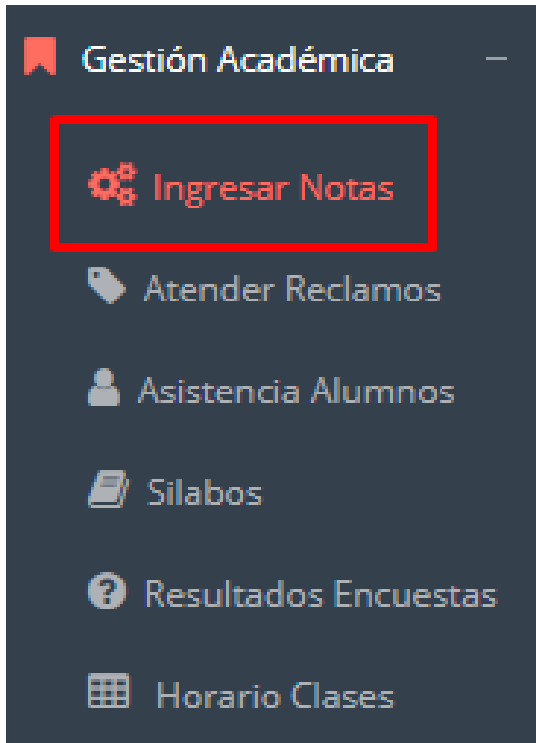 Gestión Académica
Ingresar Notas
Atender Reclamos
Asistencia Alumnos
Silabos
Resultados Encuestas
Horario Clases